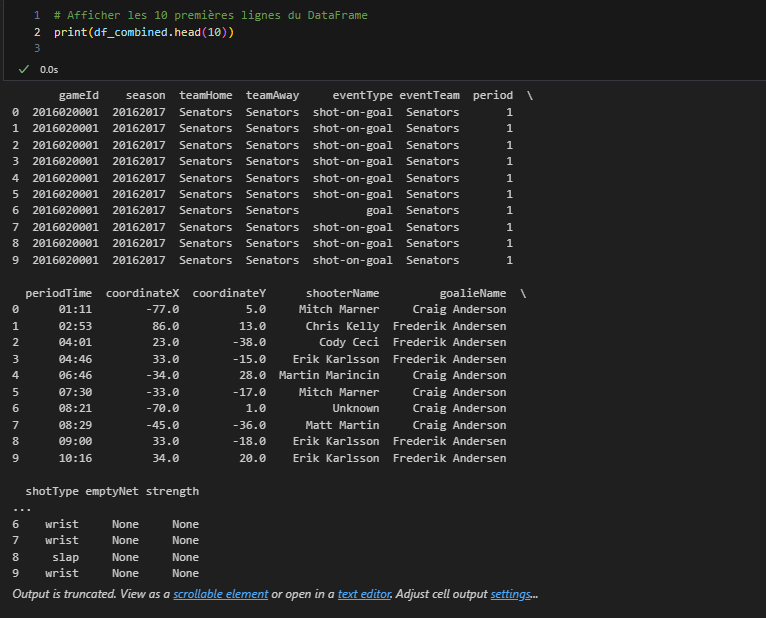 1 # Afficher les 10 premières lignes du DataFrame
2 print(df_combined.head(10))
3
✓ 0.0s
gameId season teamHome teamAway eventType eventTeam period \
0 2016020001 20162017 Senators Senators shot-on-goal Senators 1
1 2016020001 20162017 Senators Senators shot-on-goal Senators 1
2 2016020001 20162017 Senators Senators shot-on-goal Senators 1
3 2016020001 20162017 Senators Senators shot-on-goal Senators 1
4 2016020001 20162017 Senators Senators shot-on-goal Senators 1
5 2016020001 20162017 Senators Senators shot-on-goal Senators 1
6 2016020001 20162017 Senators Senators goal Senators 1
7 2016020001 20162017 Senators Senators shot-on-goal Senators 1
8 2016020001 20162017 Senators Senators shot-on-goal Senators 1
9 2016020001 20162017 Senators Senators shot-on-goal Senators 1
periodTime coordinateX coordinateY shooterName goalieName \
0 01:11 -77.0 5.0 Mitch Marner Craig Anderson
1 02:53 86.0 13.0 Chris Kelly Frederik Andersen
2 04:01 23.0 -38.0 Cody Ceci Frederik Andersen
3 04:46 33.0 -15.0 Erik Karlsson Frederik Andersen
4 06:46 -34.0 28.0 Martin Marincin Craig Anderson
5 07:30 -33.0 -17.0 Mitch Marner Craig Anderson
6 08:21 -70.0 1.0 Unknown Craig Anderson
7 08:29 -45.0 -36.0 Matt Martin Craig Anderson
8 09:00 33.0 -18.0 Erik Karlsson Frederik Andersen
9 10:16 34.0 20.0 Erik Karlsson Frederik Andersen
shotType emptyNet strength
...
6 wrist None None
7 wrist None None
8 slap None None
9 wrist None None
Output is truncated. View as a scrollable element or open in a text editor. Adjust cell output settings...